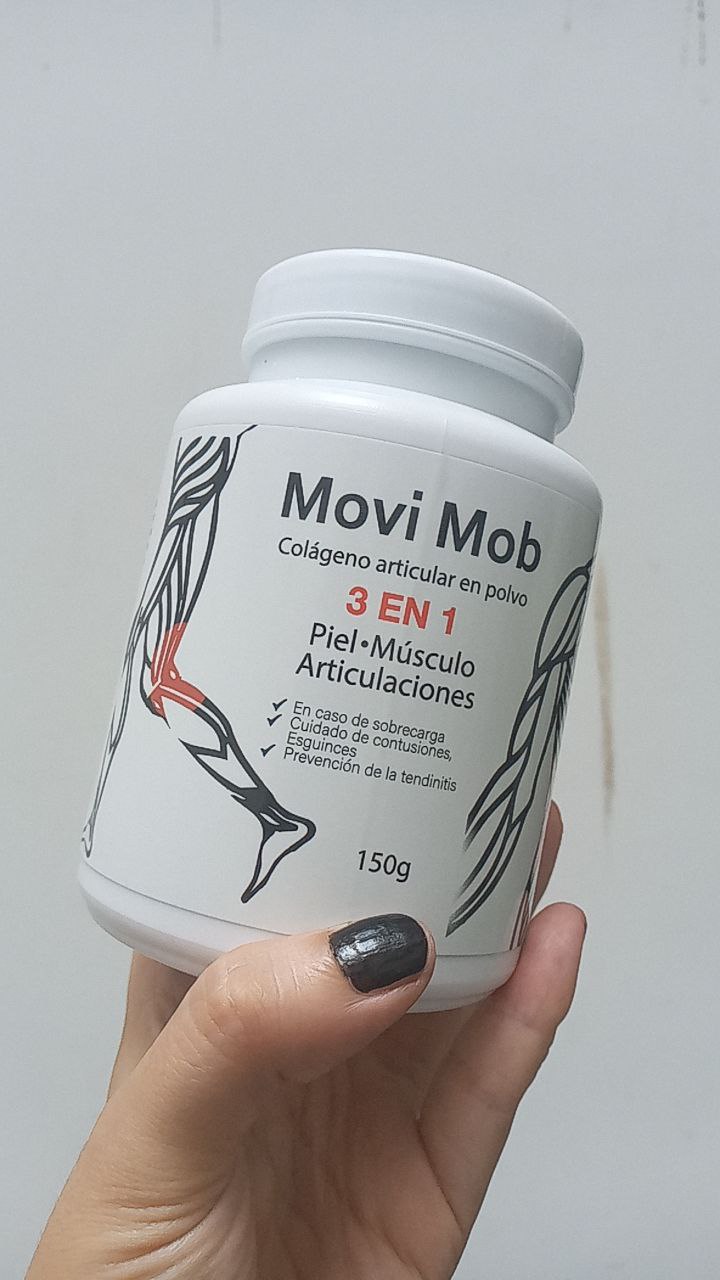 Movi Mob
Colágeno articular en polvo
3 EN 1
Piel•Músculo
Articulaciones
✓ En caso de sobrecarga
✓ Cuidado de contusiones,
Esguinces
✓ Prevención de la tendinitis
150g